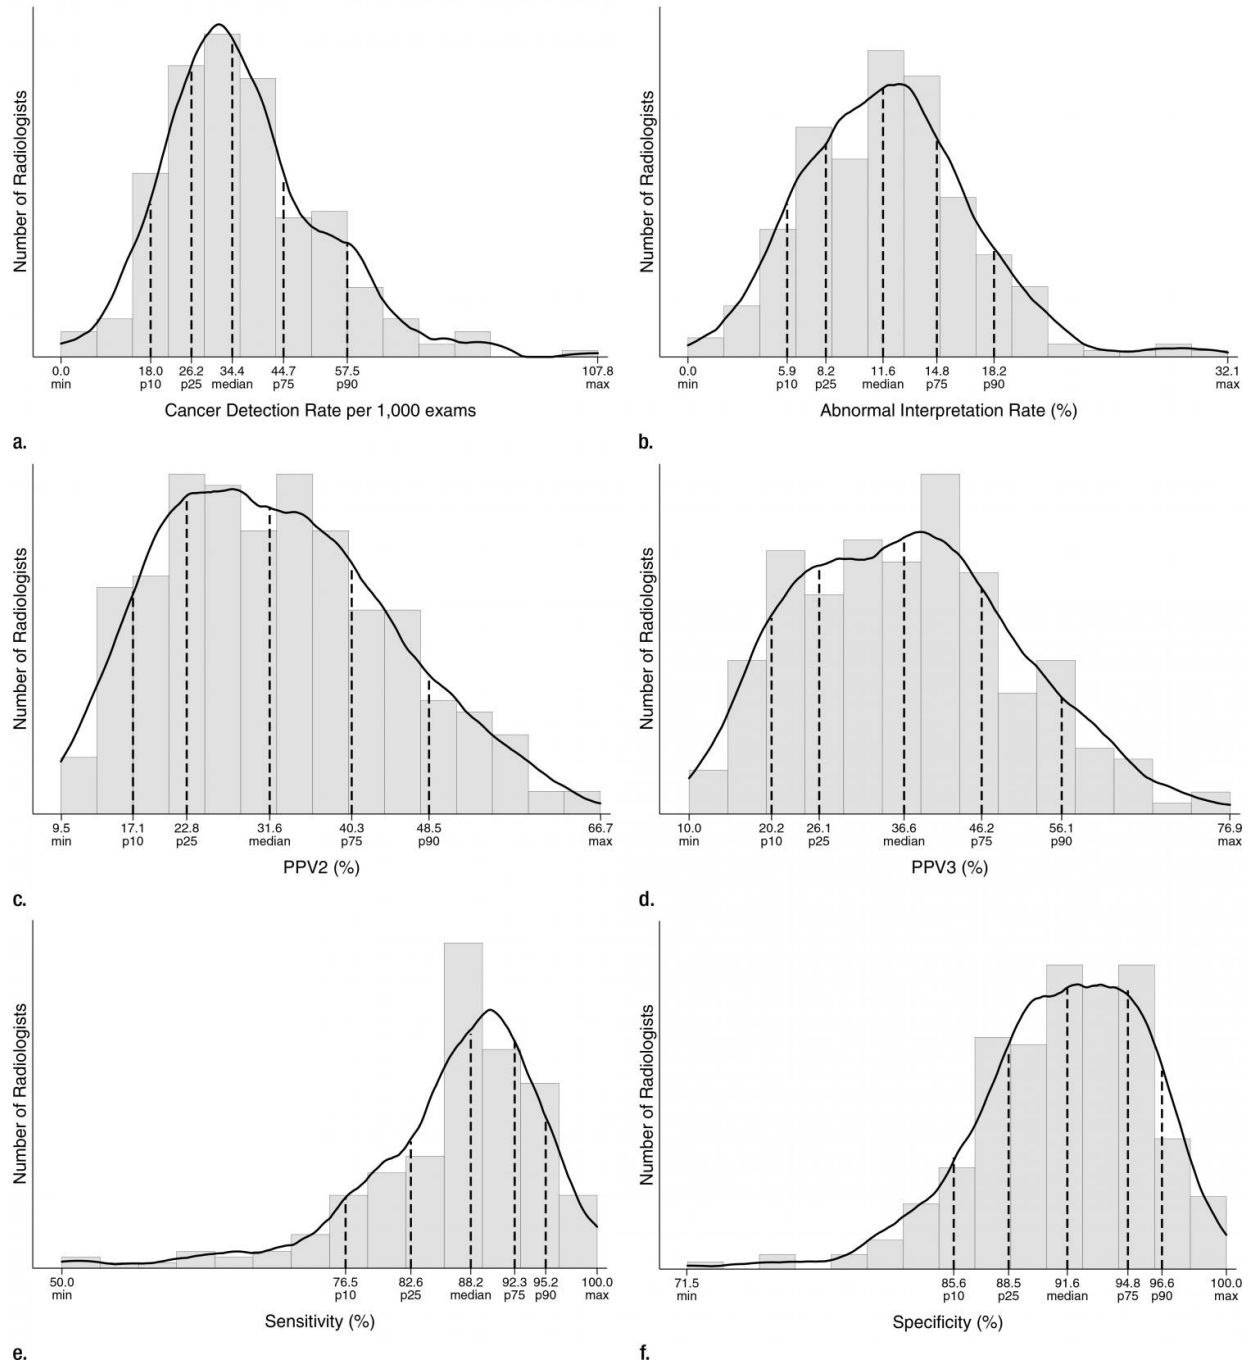 Number of Radiologists
0.0 18.0 26.2 34.4 44.7 57.5 107.8
min p10 p25 median p75 p90 max
Cancer Detection Rate per 1,000 exams
a.
Number of Radiologists
0.0 5.9 8.2 11.6 14.8 18.2 32.1
min p10 p25 median p75 p90 max
Abnormal Interpretation Rate (%)
b.
Number of Radiologists
9.5 17.1 22.8 31.6 40.3 48.5 66.7
min p10 p25 median p75 p90 max
PPV2 (%)
c.
Number of Radiologists
10.0 20.2 26.1 36.6 46.2 56.1 76.9
min p10 p25 median p75 p90 max
PPV3 (%)
d.
Number of Radiologists
50.0 76.5 82.6 88.2 92.3 95.2 100.0
min p10 p25 median p75 p90 max
Sensitivity (%)
e.
Number of Radiologists
71.5 85.6 88.5 91.6 94.8 96.6 100.0
min p10 p25 median p75 p90 max
Specificity (%)
f.